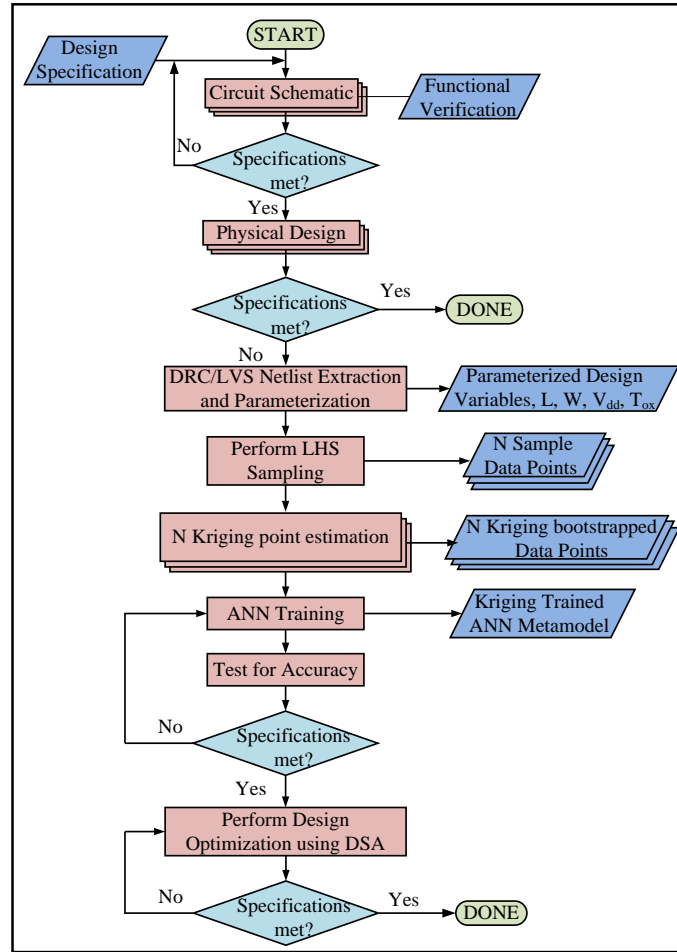 START
Design
Specification
Circuit Schematic
Functional
Verification
No
Specifications
met?
Yes
Physical Design
Specifications
met?
Yes
DONE
No
DRC/LVS Netlist Extraction
and Parameterization
Parameterized Design
Variables, L, W, Vdd, Tox
Perform LHS
Sampling
N Sample
Data Points
N Kriging point estimation
N Kriging bootstrapped
Data Points
ANN Training
Kriging Trained
ANN Metamodel
Test for Accuracy
No
Specifications
met?
Yes
Perform Design
Optimization using DSA
No
Specifications
met?
Yes
DONE